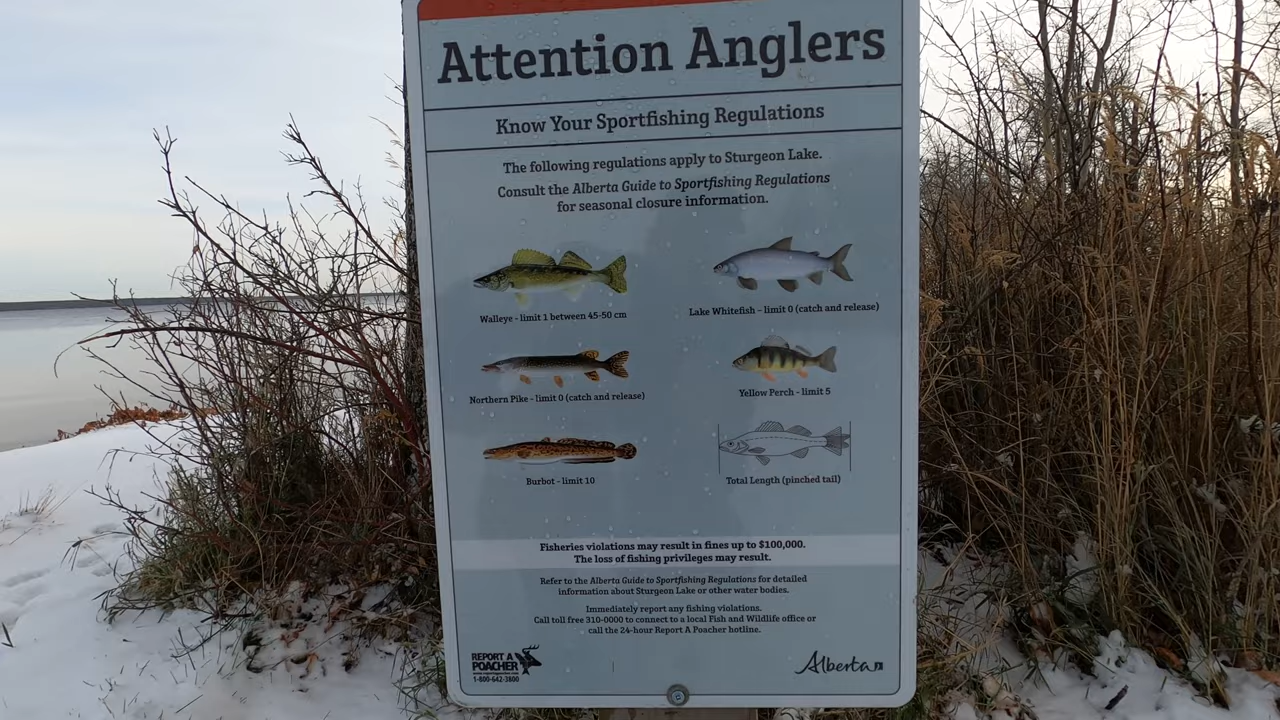 Attention Anglers
Know Your Sportfishing Regulations
The following regulations apply to Sturgeon Lake.
Consult the Alberta Guide to Sportfishing Regulations
for seasonal closure information.
Walleye - limit 1 between 45-50 cm
Lake Whitefish - limit 0 (catch and release)
Northern Pike - limit 0 (catch and release)
Yellow Perch - limit 5
Burbot - limit 10
Total Length (pinched tail)
Fisheries violations may result in fines up to $100,000.
The loss of fishing privileges may result.
Refer to the Alberta Guide to Sportfishing Regulations for detailed
information about Sturgeon Lake or other water bodies.
Immediately report any fishing violations.
Call toll free 310-0000 to connect to a local Fish and Wildlife office or
call the 24-hour Report A Poacher hotline.
REPORT A
POACHER
1-800-642-3800
Alberta